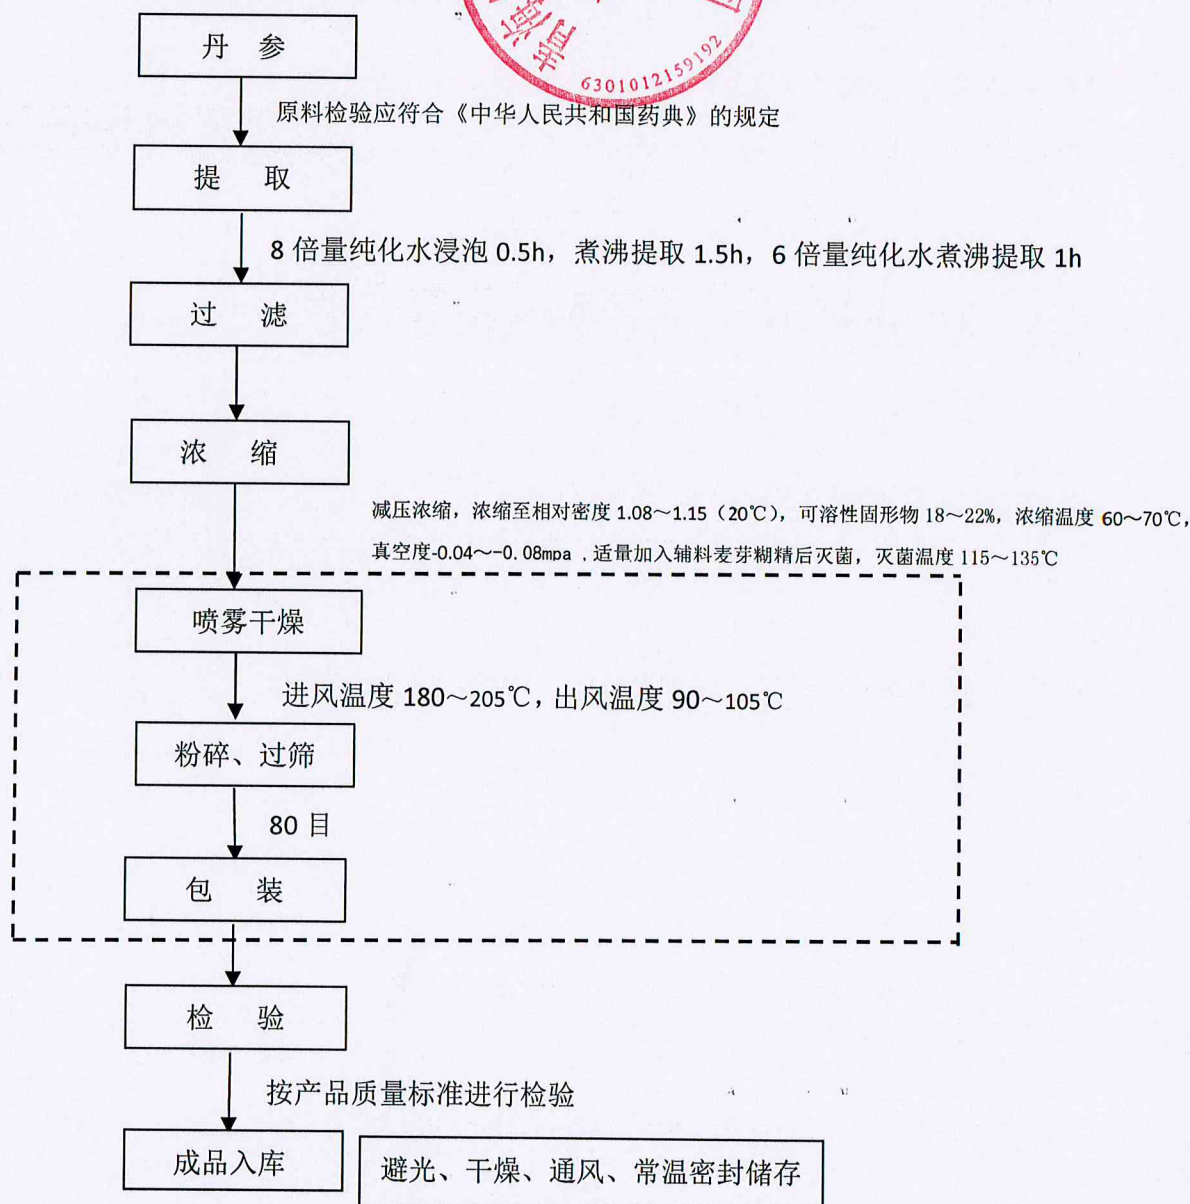 青海
6301012159192
丹 参
原料检验应符合《中华人民共和国药典》的规定
提 取
8 倍量纯化水浸泡 0.5h，煮沸提取 1.5h，6 倍量纯化水煮沸提取 1h
过 滤
浓 缩
减压浓缩，浓缩至相对密度 1.08～1.15（20℃），可溶性固形物 18～22%，浓缩温度 60～70℃，
真空度-0.04～-0.08mpa．适量加入辅料麦芽糊精后灭菌，灭菌温度 115～135℃
喷雾干燥
进风温度 180～205℃，出风温度 90～105℃
粉碎、过筛
80 目
包 装
检 验
按产品质量标准进行检验
成品入库
避光、干燥、通风、常温密封储存